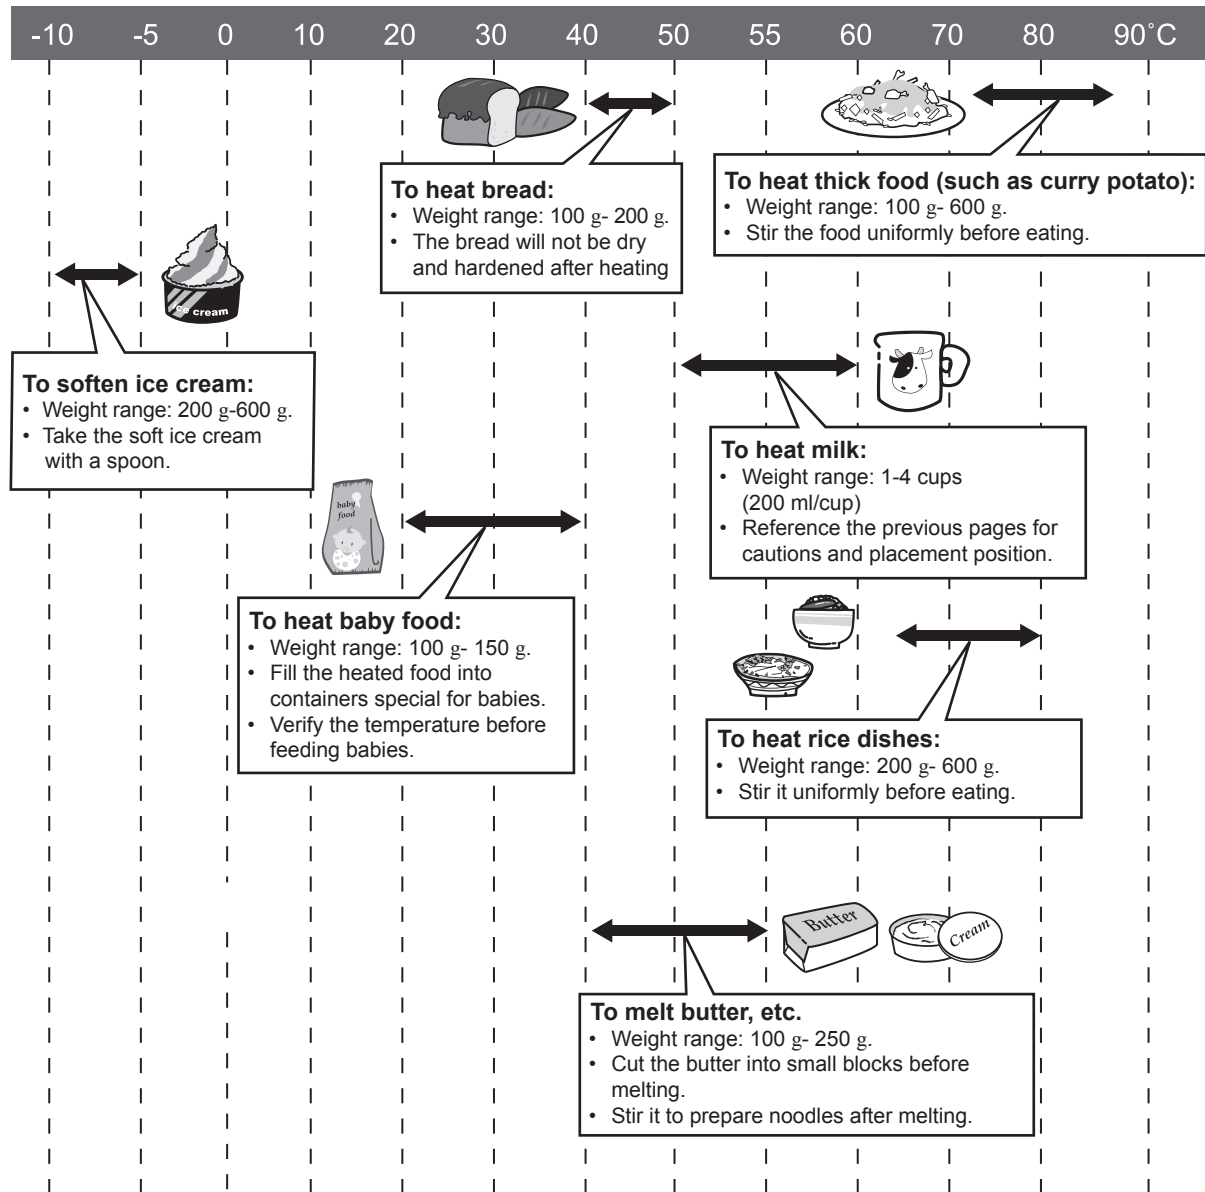 -10 -5 0 10 20 30 40 50 55 60 70 80 90˚C
To heat bread:
• Weight range: 100 g- 200 g.
• The bread will not be dry
and hardened after heating
To heat thick food (such as curry potato):
• Weight range: 100 g- 600 g.
• Stir the food uniformly before eating.
ice cream
To soften ice cream:
• Weight range: 200 g-600 g.
• Take the soft ice cream
with a spoon.
To heat milk:
• Weight range: 1-4 cups
(200 ml/cup)
• Reference the previous pages for
cautions and placement position.
baby
food
To heat baby food:
• Weight range: 100 g- 150 g.
• Fill the heated food into
containers special for babies.
• Verify the temperature before
feeding babies.
To heat rice dishes:
• Weight range: 200 g- 600 g.
• Stir it uniformly before eating.
Butter
Cream
To melt butter, etc.
• Weight range: 100 g- 250 g.
• Cut the butter into small blocks before
melting.
• Stir it to prepare noodles after melting.